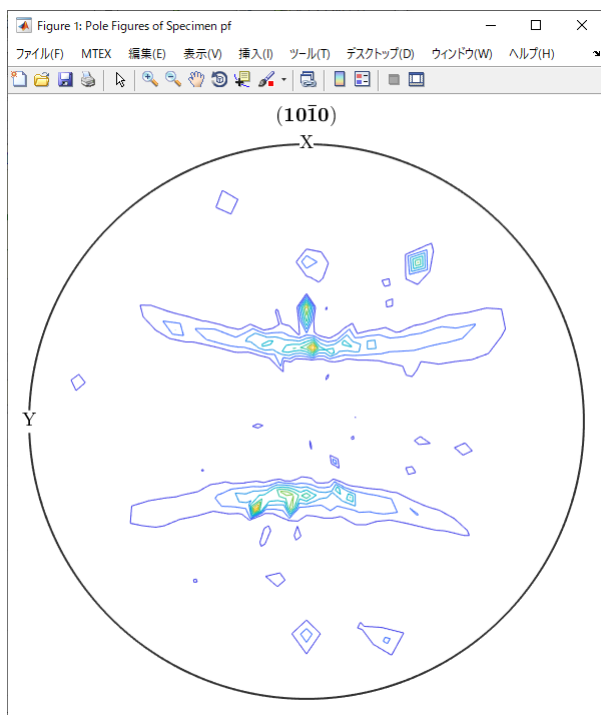 Figure 1: Pole Figures of Specimen pf
ファイル(F) MTEX 編集(E) 表示(V) 挿入(I) ツール(T) デスクトップ(D) ウィンドウ(W) ヘルプ(H)
(101̄0)
X
Y